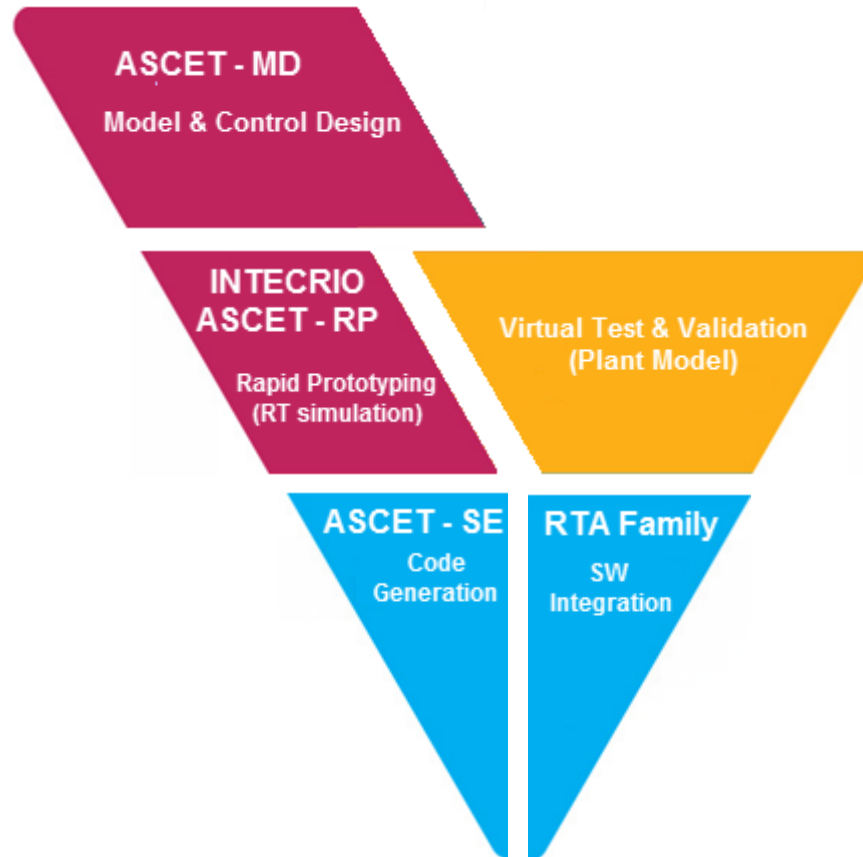 ASCET - MD
Model & Control Design
INTECRIO
ASCET - RP
Rapid Prototyping
(RT simulation)
Virtual Test & Validation
(Plant Model)
ASCET - SE
Code
Generation
RTA Family
SW
Integration